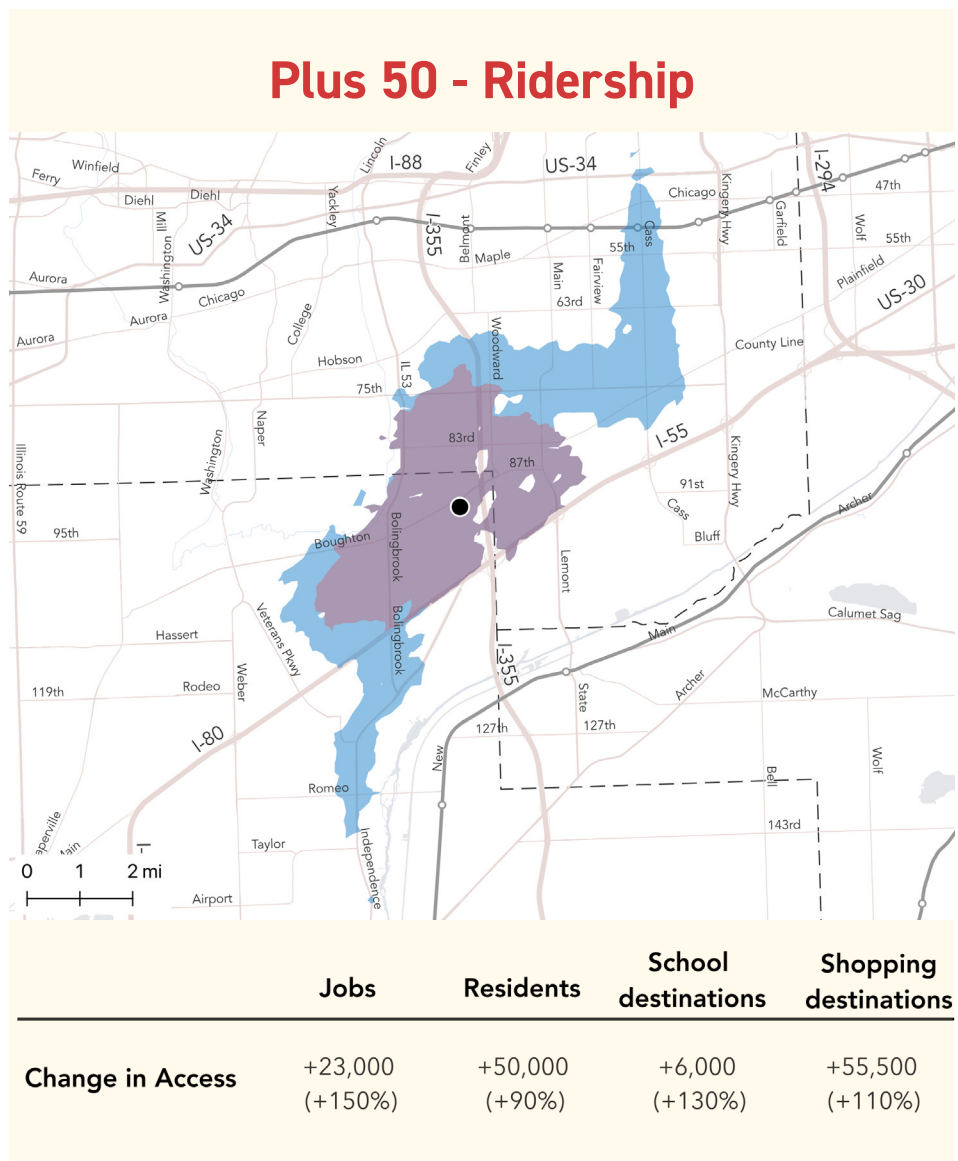 Plus 50 - Ridership
Lincoln
I-88
Finley
US-34
I-294
Winfield
Ferry
Diehl
Diehl
Yackley
Chicago
Kingery Hwy
47th
Mill
US-34
I-355
Belmont
Garfield
Wolf
Cass
55th
55th
Washington
Maple
Main
Fairview
Plainfield
Aurora
63rd
US-30
Chicago
Aurora
College
Woodward
Aurora
County Line
Hobson
IL 53
75th
Naper
83rd
I-55
Illinois Route 59
Washington
87th
Kingery Hwy
91st
Cass
Archer
95th
Boughton
Bolingbrook
Bluff
Lemont
Veterans Pkwy
Bolingbrook
Calumet Sag
Hassert
Main
I-355
Weber
Rodeo
119th
State
Archer
McCarthy
I-80
127th
127th
New
Wolf
Bell
Romeo
143rd
aperville
Main
Taylor
I-
Independence
0 1 2 mi
Airport
Jobs Residents School destinations Shopping destinations
Change in Access
+23,000 +50,000 +6,000 +55,500
(+150%) (+90%) (+130%) (+110%)